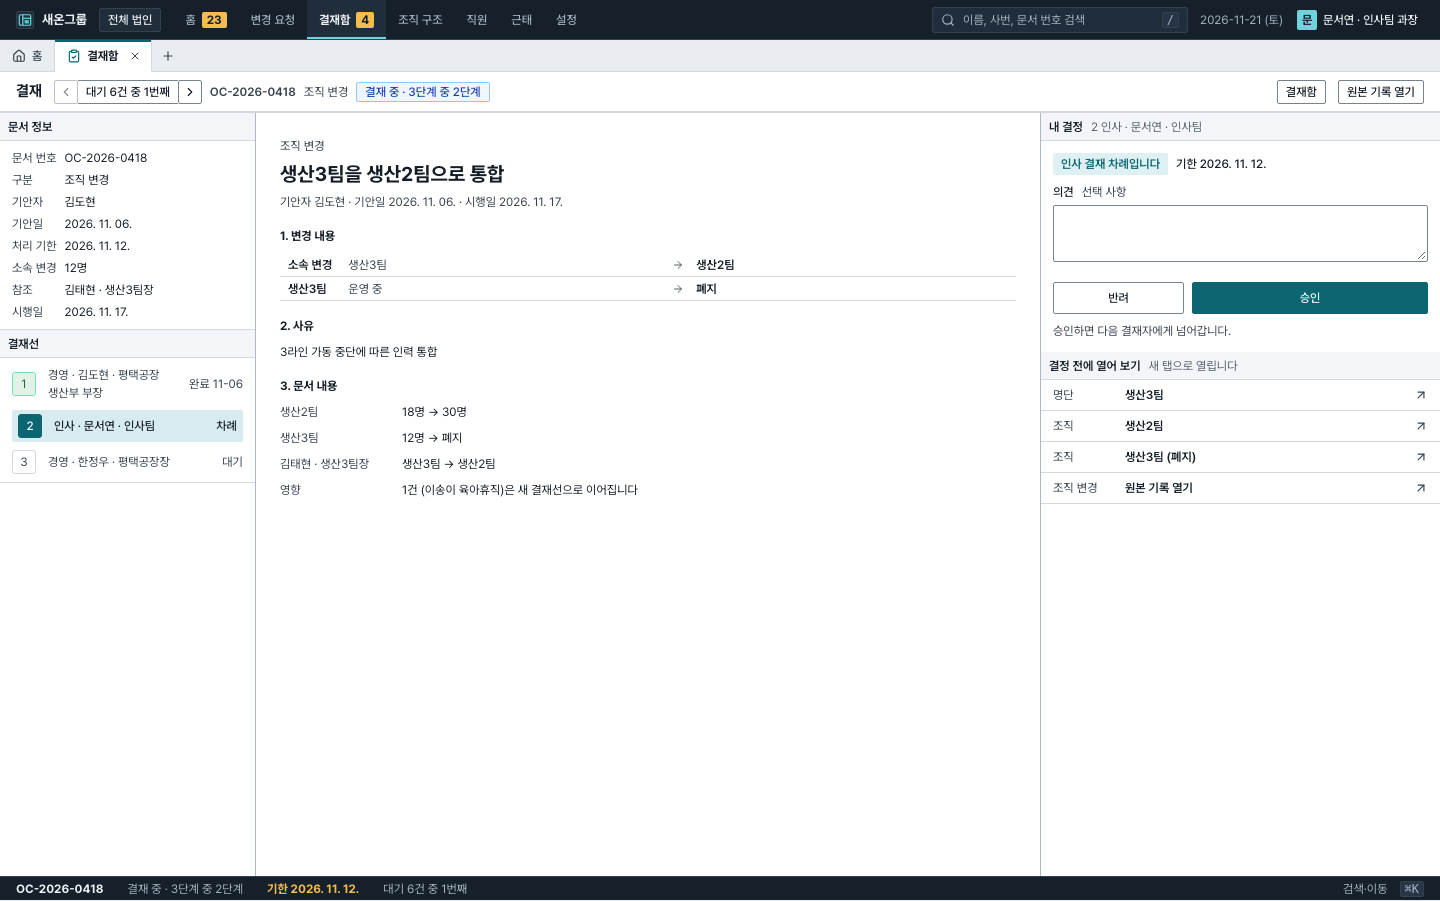 새온그룹 전체 법인 홈 23 변경 요청 결재함 4 조직 구조 직원 근태 설정 이름, 사번, 문서 번호 검색 / 2026-11-21 (토) 문 문서연 · 인사팀 과장
홈 결재함
결재 대기 6건 중 1번째 OC-2026-0418 조직 변경 결재 중 · 3단계 중 2단계 결재함 원본 기록 열기
문서 정보
문서 번호 OC-2026-0418
구분 조직 변경
기안자 김도현
기안일 2026. 11. 06.
처리 기한 2026. 11. 12.
소속 변경 12명
참조 김태현 · 생산3팀장
시행일 2026. 11. 17.
결재선
1 경영 · 김도현 · 평택공장 생산부 부장 완료 11-06
2 인사 · 문서연 · 인사팀 차례
3 경영 · 한정우 · 평택공장장 대기
조직 변경
생산3팀을 생산2팀으로 통합
기안자 김도현 · 기안일 2026. 11. 06. · 시행일 2026. 11. 17.
1. 변경 내용
소속 변경 생산3팀 → 생산2팀
생산3팀 운영 중 → 폐지
2. 사유
3라인 가동 중단에 따른 인력 통합
3. 문서 내용
생산2팀 18명 → 30명
생산3팀 12명 → 폐지
김태현 · 생산3팀장 생산3팀 → 생산2팀
영향 1건 (이송이 육아휴직)은 새 결재선으로 이어집니다
내 결정 2 인사 · 문서연 · 인사팀
인사 결재 차례입니다 기한 2026. 11. 12.
의견 선택 사항
반려 승인
승인하면 다음 결재자에게 넘어갑니다.
결정 전에 열어 보기 새 탭으로 열립니다
명단 생산3팀
조직 생산2팀
조직 생산3팀 (폐지)
조직 변경 원본 기록 열기
OC-2026-0418 결재 중 · 3단계 중 2단계 기한 2026. 11. 12. 대기 6건 중 1번째 검색·이동 ⌘K